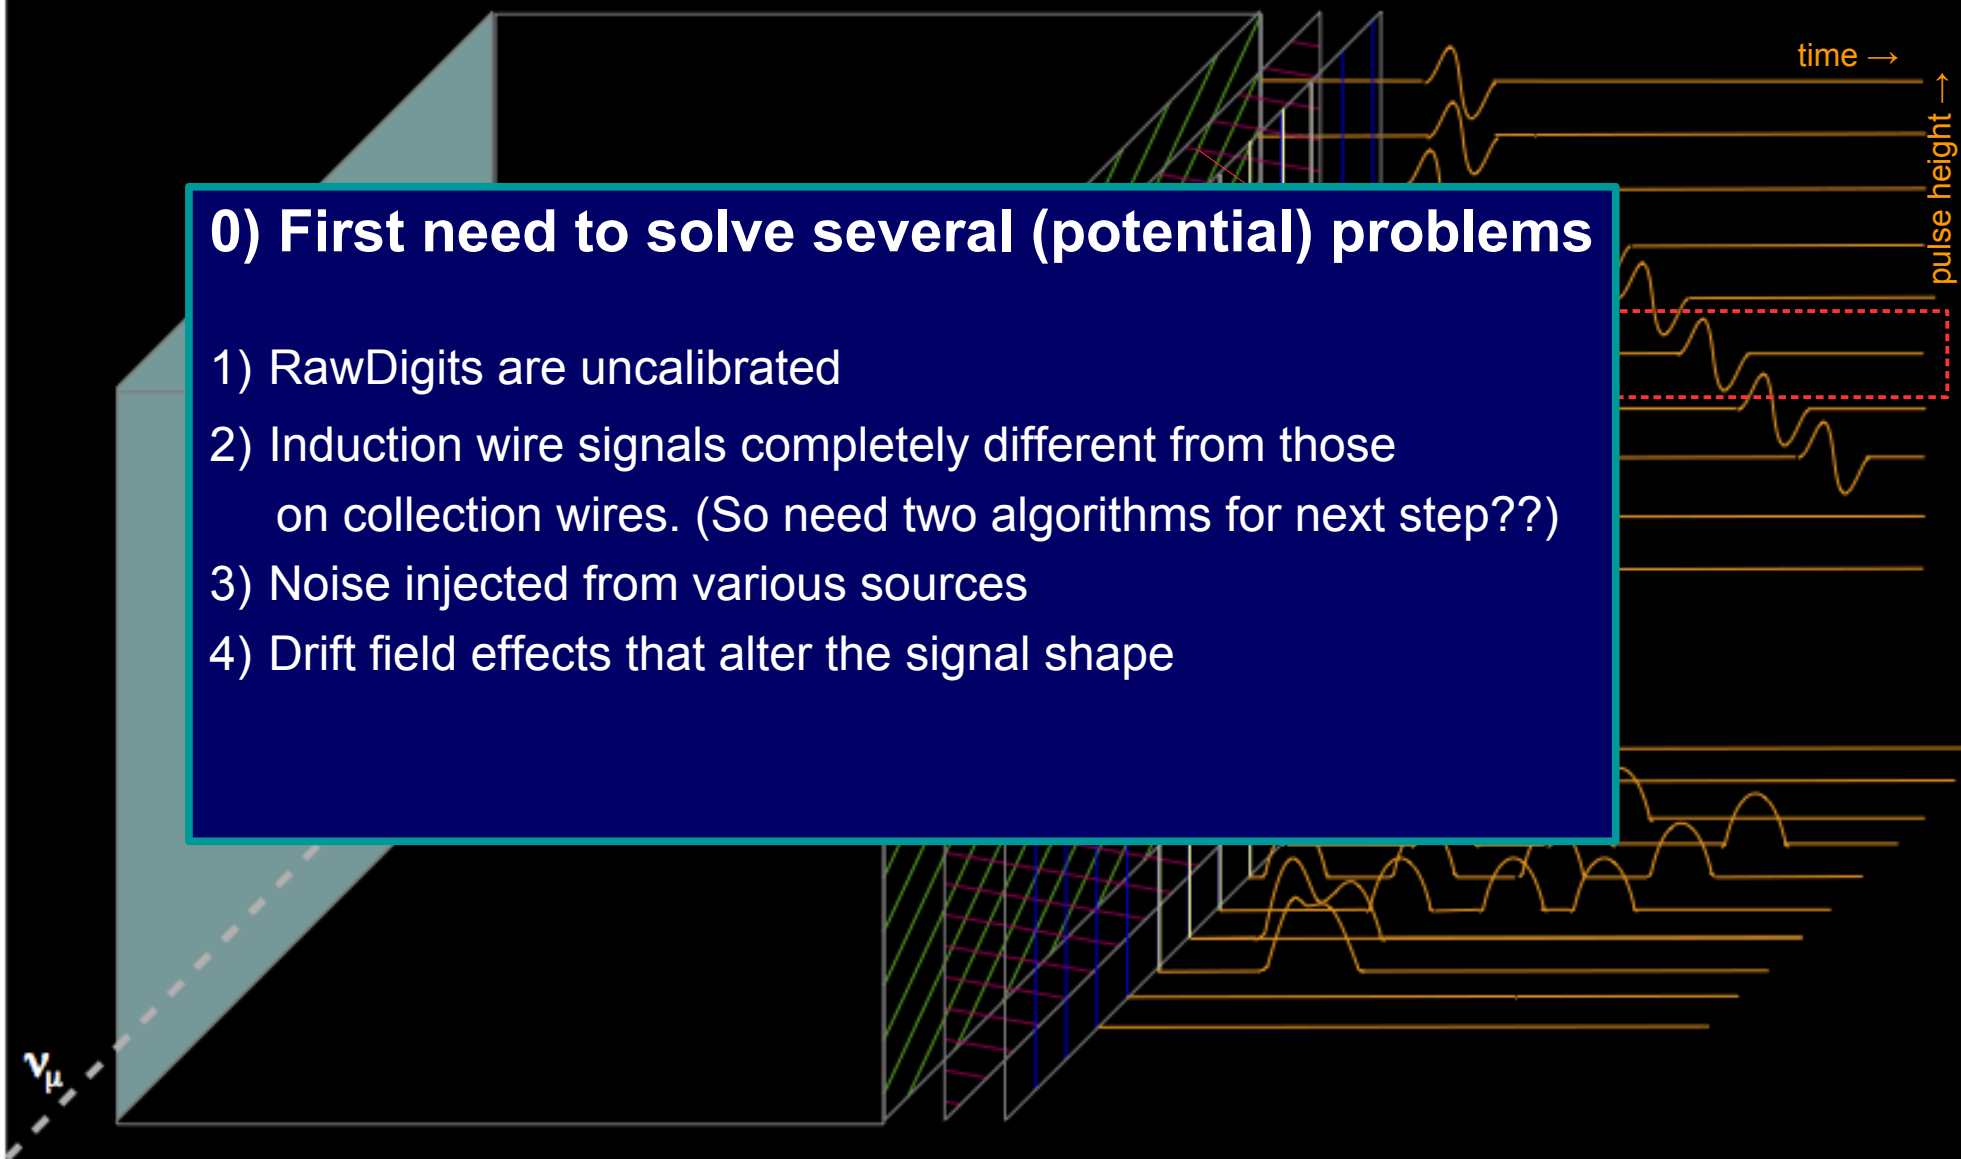 time →
pulse height →
0) First need to solve several (potential) problems
1) RawDigits are uncalibrated
2) Induction wire signals completely different from those
on collection wires. (So need two algorithms for next step??)
3) Noise injected from various sources
4) Drift field effects that alter the signal shape
νμ